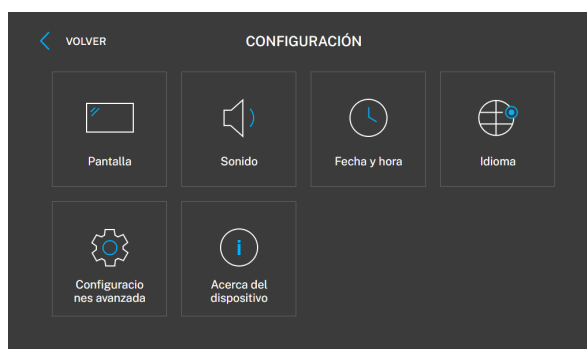 VOLVER
CONFIGURACIÓN
Pantalla
Sonido
Fecha y hora
Idioma
Configuracio
nes avanzada
Acerca del
dispositivo